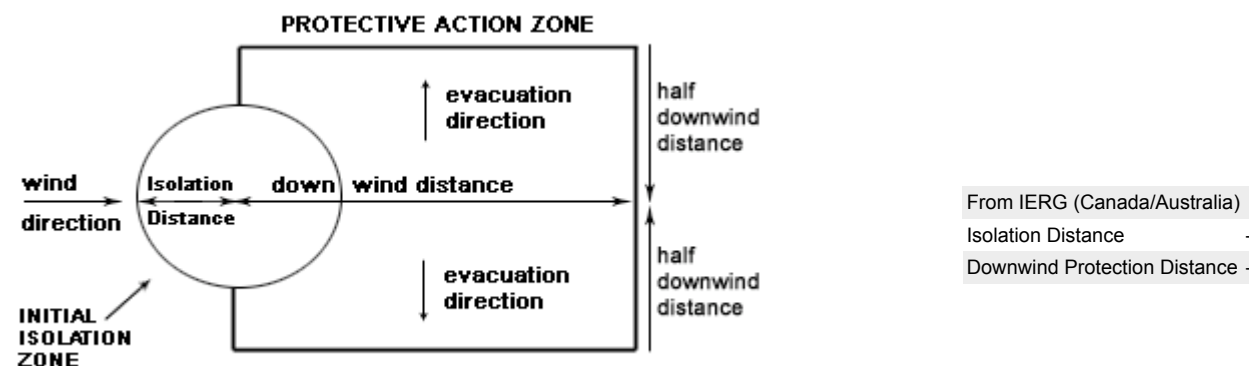 PROTECTIVE ACTION ZONE
evacuation
direction
half
downwind
distance
wind
direction
Isolation
Distance
down wind distance
evacuation
direction
half
downwind
distance
INITIAL
ISOLATION
ZONE
From IERG (Canada/Australia)
Isolation Distance -
Downwind Protection Distance -